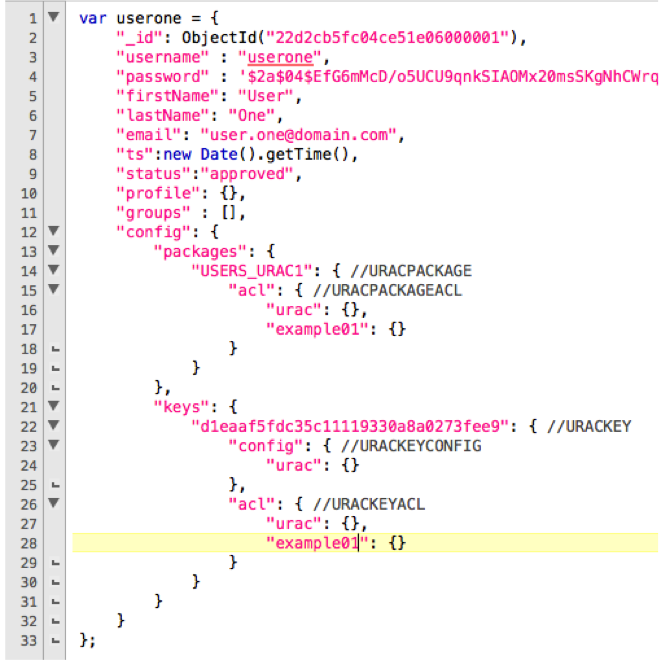 1 var userone = {
2 "_id": ObjectId("22d2cb5fc04ce51e06000001"),
3 "username" : "userone",
4 "password" : '$2a$04$EfG6mMcD/o5UCU9qnkSIAOMx20msSKgNhCWrq
5 "firstName": "User",
6 "lastName": "One",
7 "email": "user.one@domain.com",
8 "ts":new Date().getTime(),
9 "status":"approved",
10 "profile": {},
11 "groups" : [],
12 "config": {
13 "packages": {
14 "USERS_URAC1": { //URACPACKAGE
15 "acl": { //URACPACKAGEACL
16 "urac": {},
17 "example01": {}
18 }
19 }
20 },
21 "keys": {
22 "d1eaaf5fdc35c11119330a8a0273fee9": { //URACKEY
23 "config": { //URACKEYCONFIG
24 "urac": {}
25 },
26 "acl": { //URACKEYACL
27 "urac": {},
28 "example01": {}
29 }
30 }
31 }
32 }
33 };